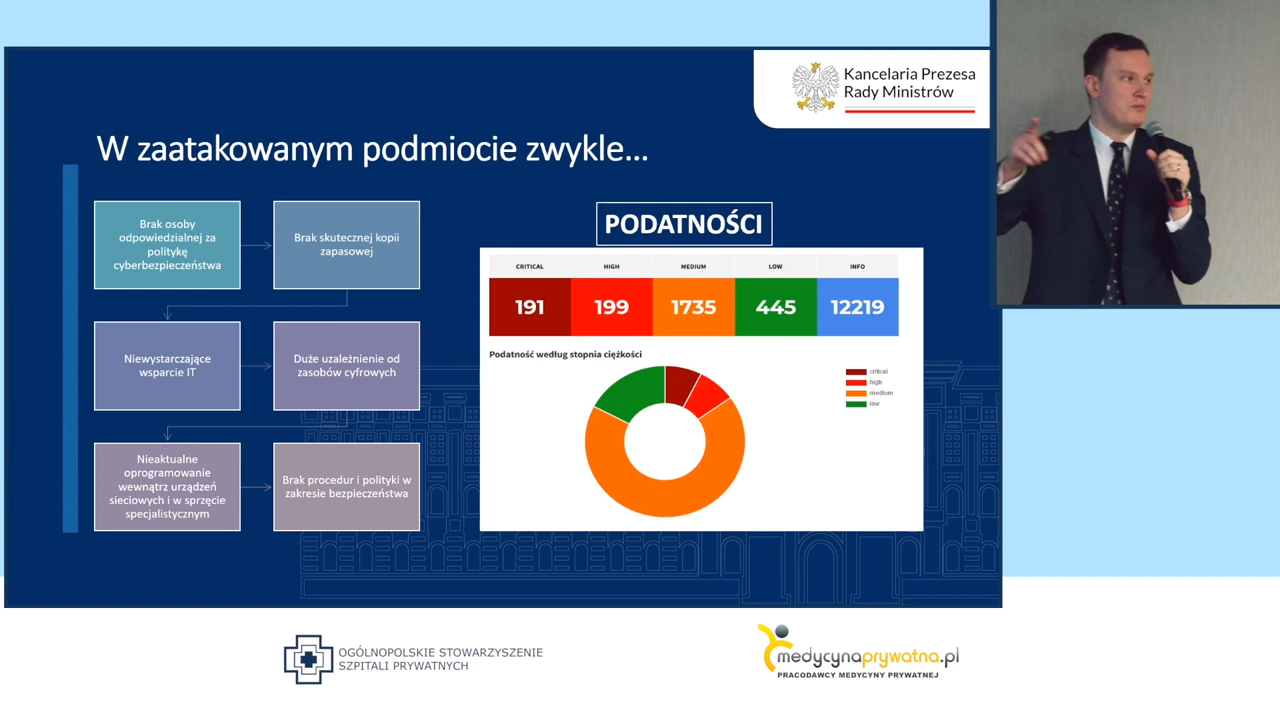 Kancelaria Prezesa
Rady Ministrów
W zaatakowanym podmiocie zwykle...
Brak osoby
odpowiedzialnej za
politykę
cyberbezpieczeństwa
Brak skutecznej kopii
zapasowej
Niewystarczające
wsparcie IT
Duże uzależnienie od
zasobów cyfrowych
Nieaktualne
oprogramowanie
wewnątrz urządzeń
sieciowych i w sprzęcie
specjalistycznym
Brak procedur i polityki w
zakresie bezpieczeństwa
PODATNOŚCI
CRITICAL HIGH MEDIUM LOW INFO
191 199 1735 445 12219
Podatność według stopnia ciężkości
critical
high
medium
low
OGÓLNOPOLSKIE STOWARZYSZENIE
SZPITALI PRYWATNYCH
medycynaprywatna.pl
PRACODAWCY MEDYCYNY PRYWATNEJ